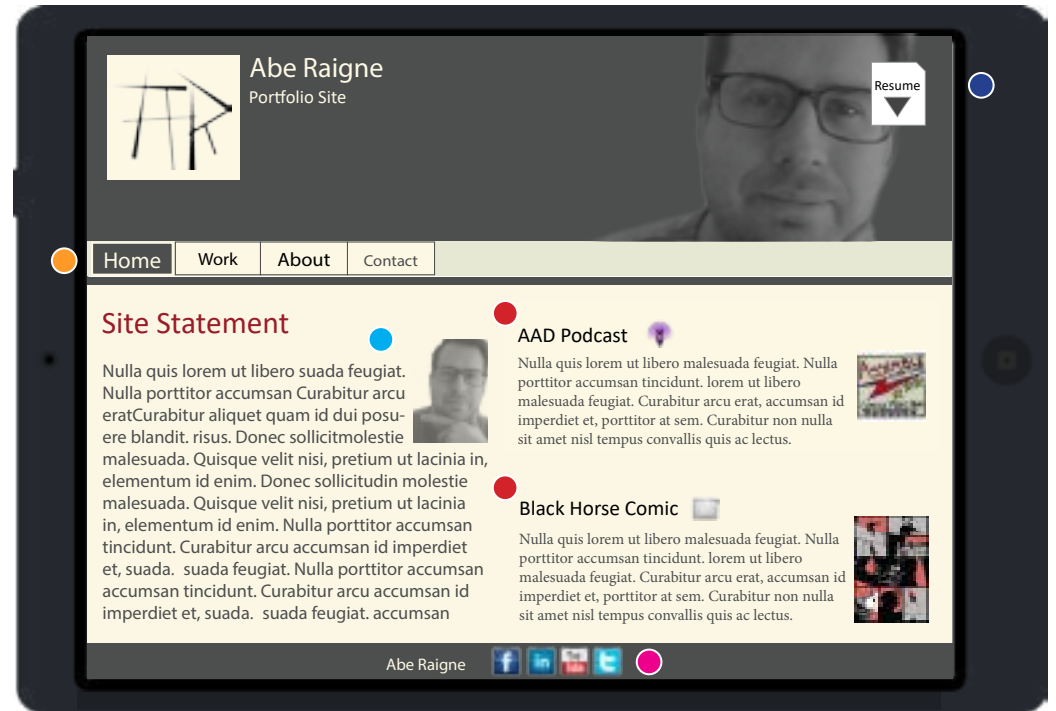 AR
Abe Raigne
Portfolio Site
Resume
Home
Work
About
Contact
Site Statement
Nulla quis lorem ut libero suada feugiat.
Nulla porttitor accumsan Curabitur arcu
eratCurabitur aliquet quam id dui posu-
ere blandit. risus. Donec sollicitmolestie
malesuada. Quisque velit nisi, pretium ut lacinia in,
elementum id enim. Donec sollicitudin molestie
malesuada. Quisque velit nisi, pretium ut lacinia
in, elementum id enim. Nulla porttitor accumsan
tincidunt. Curabitur arcu accumsan id imperdiet
et, suada.  suada feugiat. Nulla porttitor accumsan
accumsan tincidunt. Curabitur arcu accumsan id
imperdiet et, suada.  suada feugiat. accumsan
AAD Podcast
Nulla quis lorem ut libero malesuada feugiat. Nulla
porttitor accumsan tincidunt. lorem ut libero
malesuada feugiat. Curabitur arcu erat, accumsan id
imperdiet et, porttitor at sem. Curabitur non nulla
sit amet nisl tempus convallis quis ac lectus.
Black Horse Comic
Nulla quis lorem ut libero malesuada feugiat. Nulla
porttitor accumsan tincidunt. lorem ut libero
malesuada feugiat. Curabitur arcu erat, accumsan id
imperdiet et, porttitor at sem. Curabitur non nulla
sit amet nisl tempus convallis quis ac lectus.
Abe Raigne
f
in
You
Tube
t